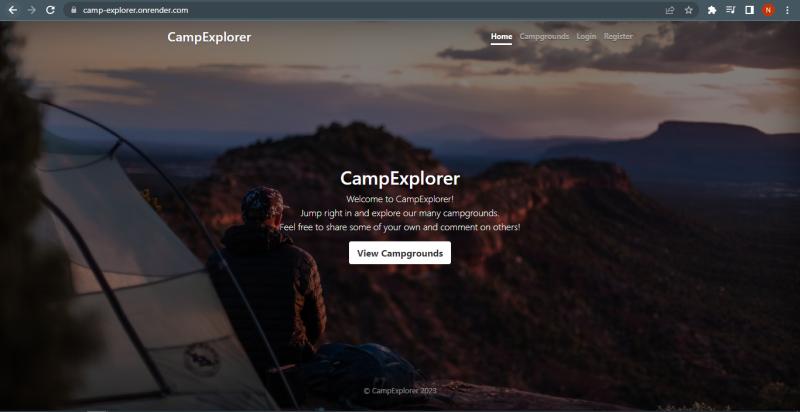 camp-explorer.onrender.com
N
CampExplorer
Home Campgrounds Login Register
CampExplorer
Welcome to CampExplorer!
Jump right in and explore our many campgrounds.
Feel free to share some of your own and comment on others!
View Campgrounds
© CampExplorer 2023